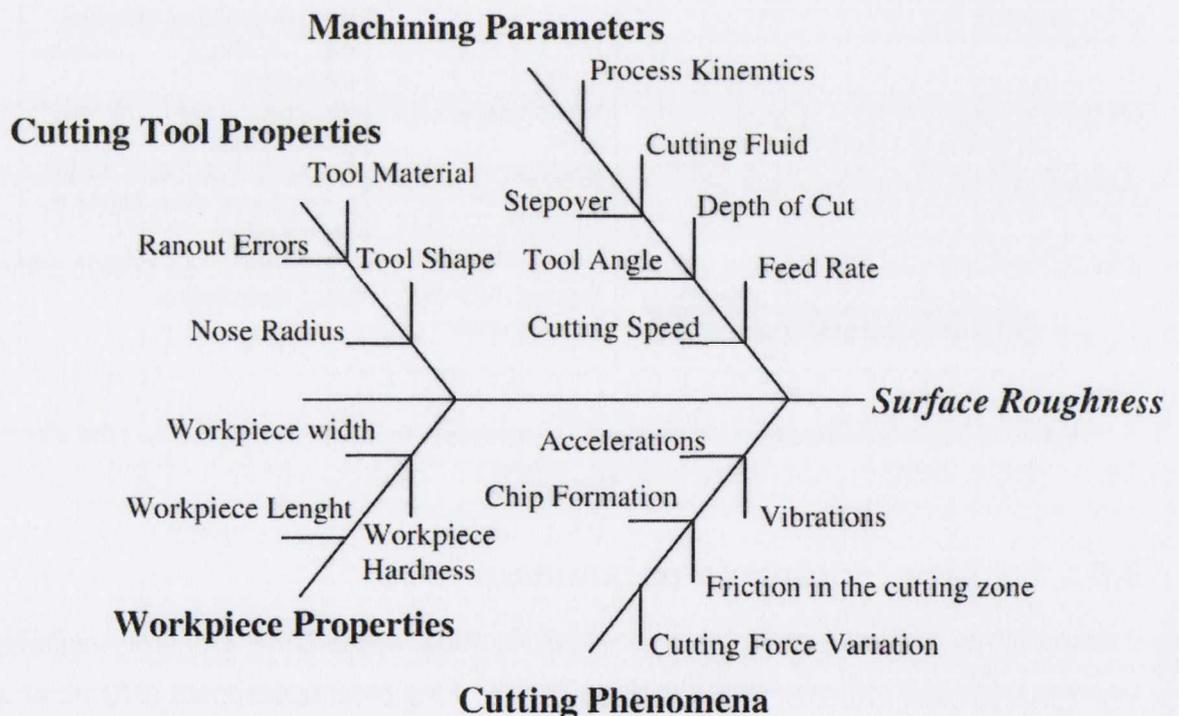 Machining Parameters
Process Kinemtics
Cutting Tool Properties
Cutting Fluid
Tool Material
Stepover
Depth of Cut
Ranout Errors
Tool Shape
Tool Angle
Feed Rate
Nose Radius
Cutting Speed
Surface Roughness
Workpiece width
Accelerations
Chip Formation
Workpiece Lenght
Vibrations
Workpiece
Hardness
Friction in the cutting zone
Workpiece Properties
Cutting Force Variation
Cutting Phenomena